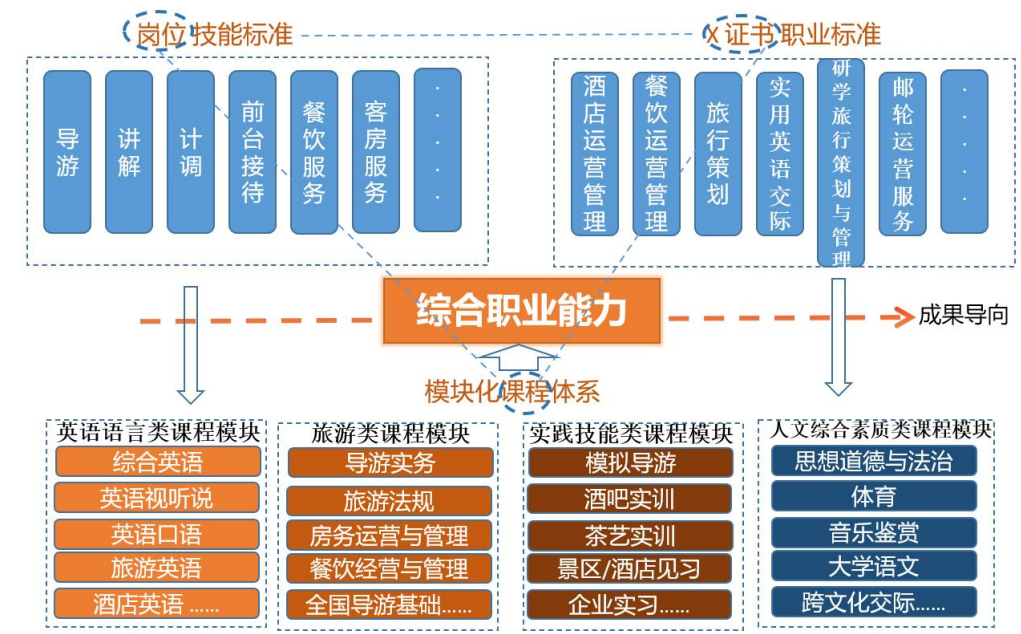 岗位 技能标准
X 证书 职业标准
导游
讲解
计调
前台接待
餐饮服务
客房服务
·····
酒店运营管理
餐饮运营管理
旅行策划
实用英语交际
研学旅行策划与管理
邮轮运营服务
·····
综合职业能力
成果导向
模块化课程体系
英语语言类课程模块
综合英语
英语视听说
英语口语
旅游英语
酒店英语 ......
旅游类课程模块
导游实务
旅游法规
房务运营与管理
餐饮经营与管理
全国导游基础......
实践技能类课程模块
模拟导游
酒吧实训
茶艺实训
景区/酒店见习
企业实习......
人文综合素质类课程模块
思想道德与法治
体育
音乐鉴赏
大学语文
跨文化交际......